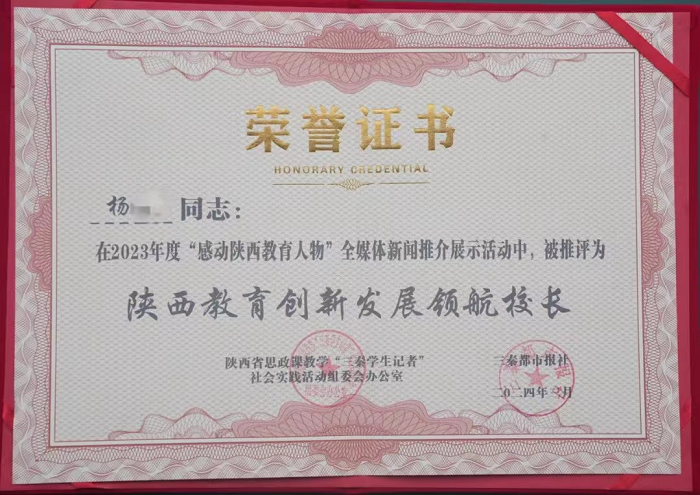 荣誉证书
HONORARY CREDENTIAL
杨 同志：
在2023年度“感动陕西教育人物”全媒体新闻推介展示活动中，被推评为
陕西教育创新发展领航校长
陕西省思政课教学“三秦学生记者”
社会实践活动组委会办公室
三秦都市报社
二〇二四年 月